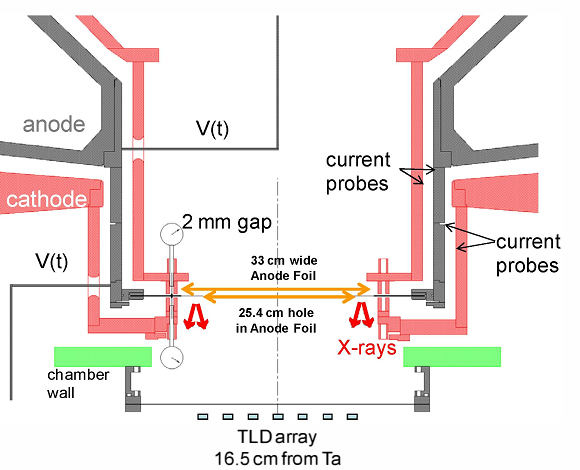 anode
V(t)
cathode
current
probes
2 mm gap
current
probes
V(t)
33 cm wide
Anode Foil
25.4 cm hole
in Anode Foil
X-rays
chamber
wall
TLD array
16.5 cm from Ta